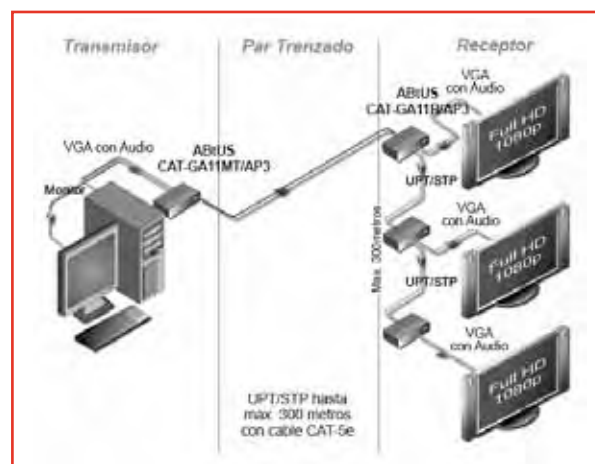 Transmisor
Par Trenzado
Receptor
VGA con Audio
Monitor
ABtUS
CAT-GA11MT/AP3
ABtUS
CAT-GA11R/AP3
VGA
con Audio
Full HD
1080p
UPT/STP
Max. 300metros
VGA
con Audio
Full HD
1080p
UPT/STP
VGA
con Audio
Full HD
1080p
UPT/STP hasta
max. 300 metros
con cable CAT-5e